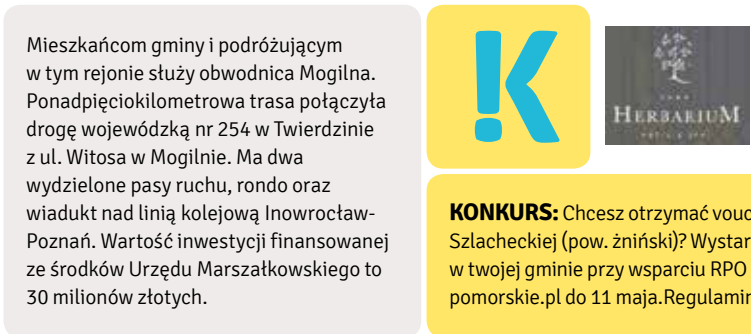 Mieszkańcom gminy i podróżującym
w tym rejonie służy obwodnica Mogilna.
Ponadpięciokilometrowa trasa połączyła
drogę wojewódzką nr 254 w Twierdzinie
z ul. Witosa w Mogilnie. Ma dwa
wydzielone pasy ruchu, rondo oraz
wiadukt nad linią kolejową Inowrocław-
Poznań. Wartość inwestycji finansowanej
ze środków Urzędu Marszałkowskiego to
30 milionów złotych.
!K
HERBARIUM
KONKURS: Chcesz otrzymać
Szlacheckiej (pow. żniński)?
w twojej gminie przy wsparciu RPO
pomorskie.pl do 11 maja.